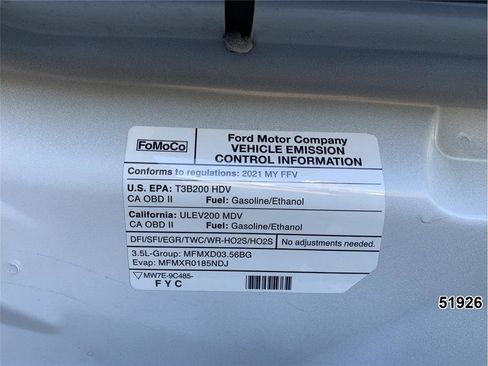 FoMoCo
Ford Motor Company
VEHICLE EMISSION
CONTROL INFORMATION
Conforms to regulations: 2021 MY FFV
U.S. EPA: T3B200 HDV
CA OBD II Fuel: Gasoline/Ethanol
California: ULEV200 MDV
CA OBD II Fuel: Gasoline/Ethanol
DFI/SFI/EGR/TWC/WR-HO2S/HO2S No adjustments needed.
3.5L-Group: MFMXD03.56BG
Evap: MFMXR0185NDJ
MW7E-9C485-
F Y C
51926